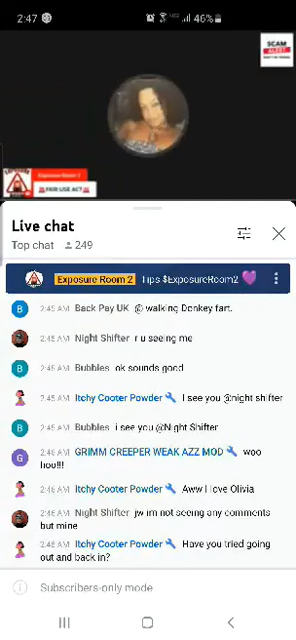 2:47
46%
SCAM
ALERT
Exposure Room 2
FAIR USE ACT
Live chat
Top chat 249
Exposure Room 2 Tips $ExposureRoom2 💜
B 2:45 AM Back Pay UK @ walking Donkey fart.
2:45 AM Night Shifter r u seeing me
B 2:45 AM Bubbles ok sounds good
2:45 AM Itchy Cooter Powder 🔧 I see you @night shifter
B 2:45 AM Bubbles i see you @Night Shifter
G 2:46 AM GRIMM CREEPER WEAK AZZ MOD 🔧 woo
hoo!!!
2:46 AM Itchy Cooter Powder 🔧 Aww I love Olivia
2:46 AM Night Shifter jw im not seeing any comments
but mine
2:46 AM Itchy Cooter Powder 🔧 Have you tried going
out and back in?
Subscribers-only mode